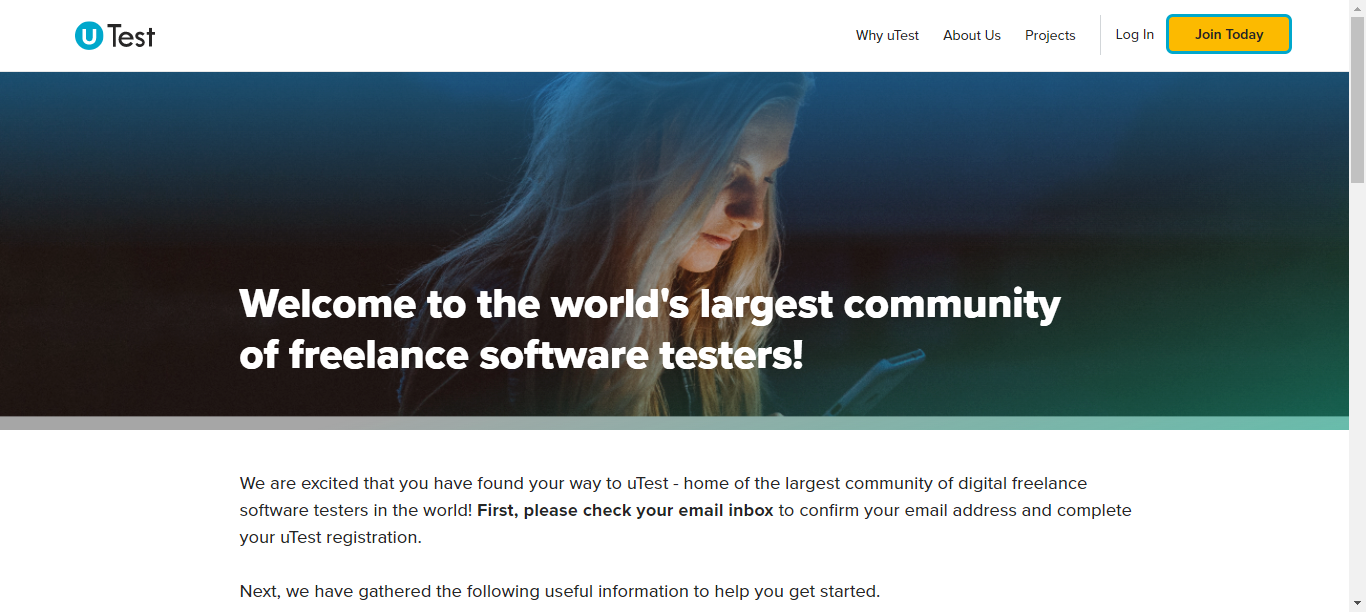 uTest
Why uTest
About Us
Projects
Log In
Join Today
Welcome to the world's largest community
of freelance software testers!
We are excited that you have found your way to uTest - home of the largest community of digital freelance
software testers in the world! First, please check your email inbox to confirm your email address and complete
your uTest registration.
Next, we have gathered the following useful information to help you get started.